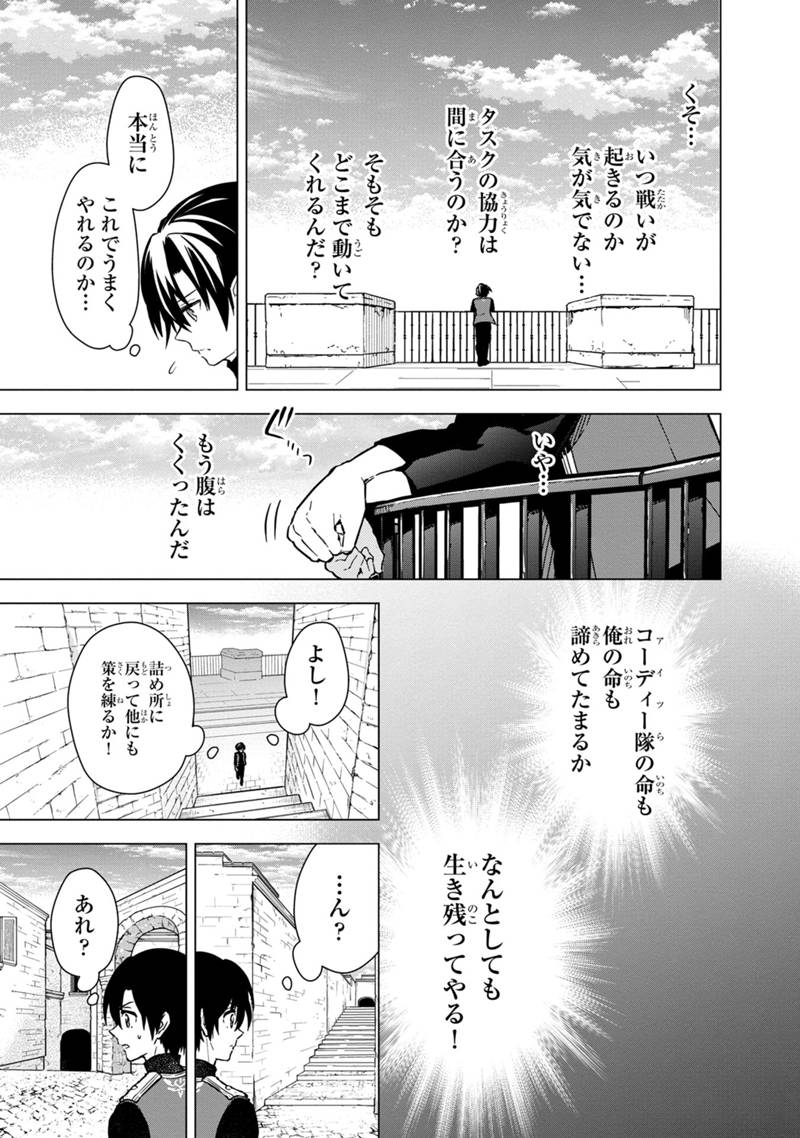 くそ…
いつ戦いが
起きるのか
気が気でない…
タスクの協力は
間に合うのか？
そもそも
どこまで動いて
くれるんだ？
本当に
これでうまく
やれるのか…
いや…
もう腹は
くくったんだ
コーディー隊の命も
俺の命も
諦めてたまるか
なんとしても
生き残ってやる！
よし！
詰め所に
戻って他にも
策を練るか！
…ん？
あれ？